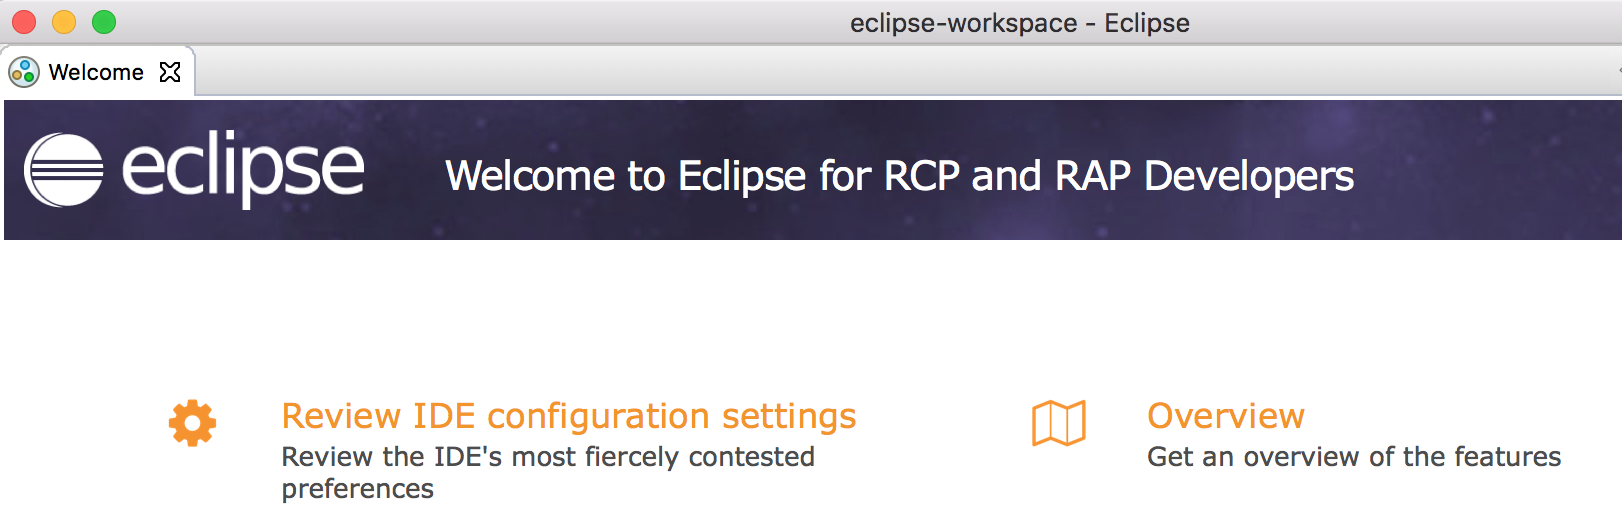 eclipse-workspace - Eclipse
Welcome
eclipse
Welcome to Eclipse for RCP and RAP Developers
Review IDE configuration settings
Review the IDE's most fiercely contested
preferences
Overview
Get an overview of the features